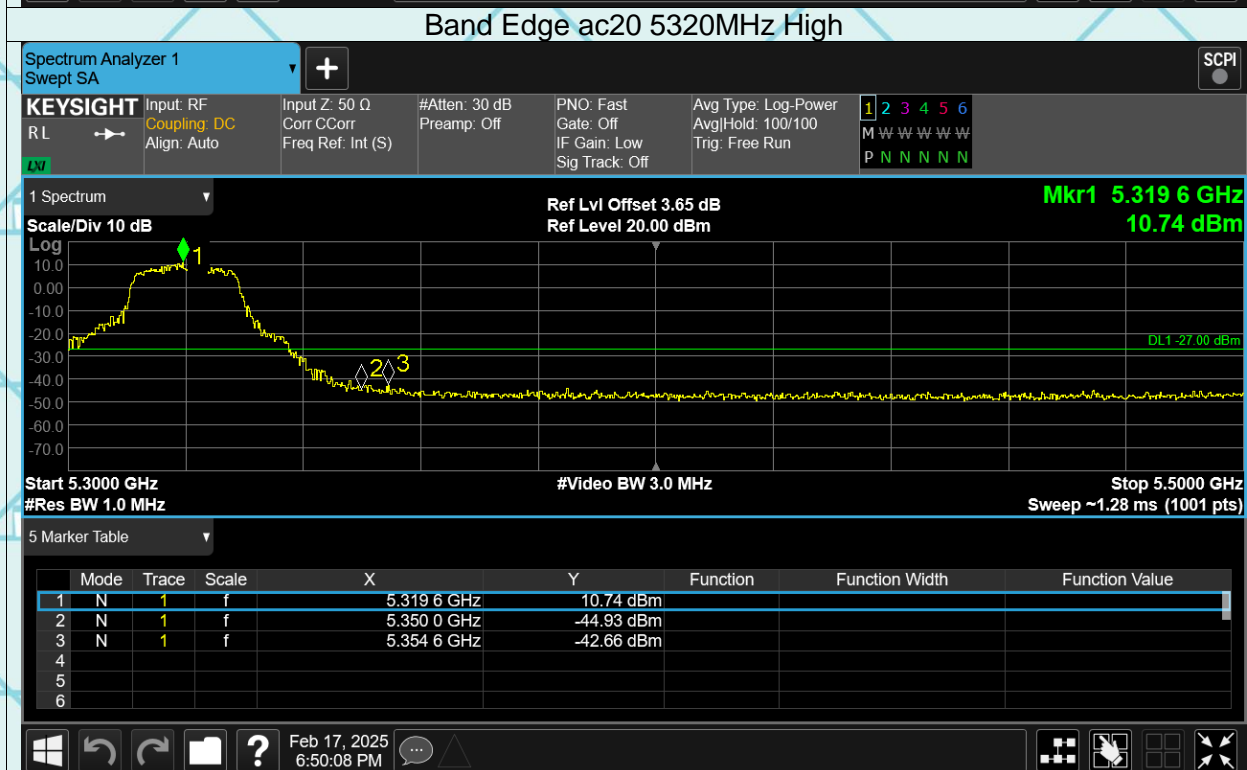 Band Edge ac20 5320MHz High
Spectrum Analyzer 1
Swept SA
SCPI
KEYSIGHT
R L
LXI
Input: RF
Coupling: DC
Align: Auto
Input Z: 50 Ω
Corr CCorr
Freq Ref: Int (S)
#Atten: 30 dB
Preamp: Off
PNO: Fast
Gate: Off
IF Gain: Low
Sig Track: Off
Avg Type: Log-Power
Avg|Hold: 100/100
Trig: Free Run
1 2 3 4 5 6
M W W W W W W
P N N N N N
1 Spectrum
Scale/Div 10 dB
Ref Lvl Offset 3.65 dB
Ref Level 20.00 dBm
Mkr1 5.319 6 GHz
10.74 dBm
Log
10.0
0.00
-10.0
-20.0
-30.0
-40.0
-50.0
-60.0
-70.0
1
2
3
DL1 -27.00 dBm
Start 5.3000 GHz
#Res BW 1.0 MHz
#Video BW 3.0 MHz
Stop 5.5000 GHz
Sweep ~1.28 ms (1001 pts)
5 Marker Table
Mode Trace Scale X Y Function Function Width Function Value
1 N 1 f 5.319 6 GHz 10.74 dBm
2 N 1 f 5.350 0 GHz -44.93 dBm
3 N 1 f 5.354 6 GHz -42.66 dBm
4
5
6
?
Feb 17, 2025
6:50:08 PM